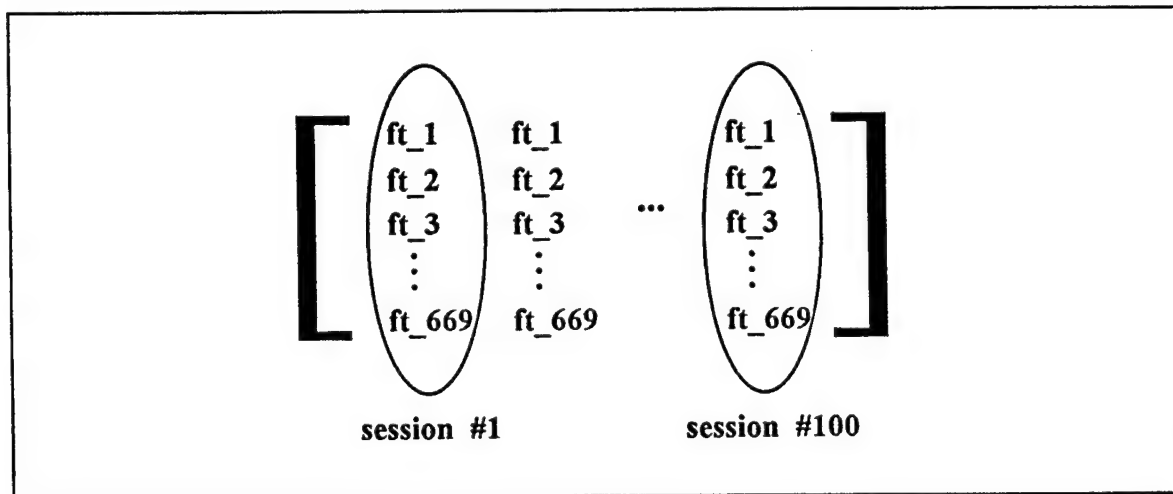 ft_1 ft_1 ft_1
ft_2 ft_2 ... ft_2
ft_3 ft_3 ft_3
ft_669 ft_669 ft_669
session #1 session #100